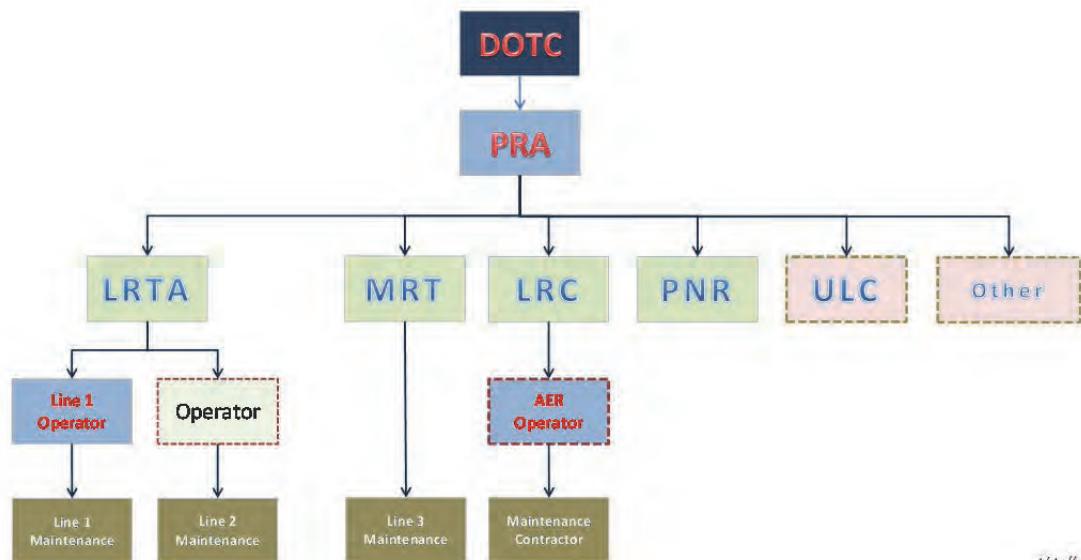 DOTC
PRA
LRTA
MRT
LRC
PNR
ULC
Other
Line 1
Operator
Operator
AER
Operator
Line 1
Maintenance
Line 2
Maintenance
Line 3
Maintenance
Maintenance
Contractor